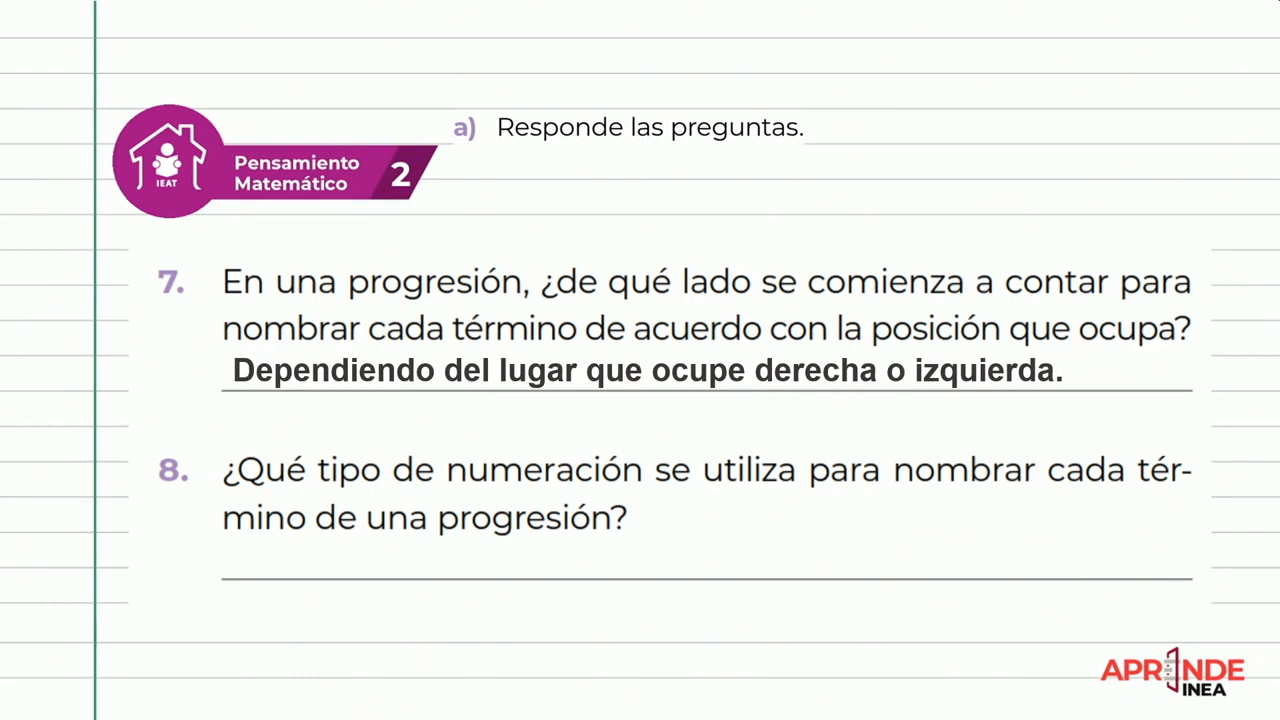 a) Responde las preguntas.
IEAT
Pensamiento
Matemático
2
7. En una progresión, ¿de qué lado se comienza a contar para
nombrar cada término de acuerdo con la posición que ocupa?
Dependiendo del lugar que ocupe derecha o izquierda.
8. ¿Qué tipo de numeración se utiliza para nombrar cada tér-
mino de una progresión?
APRENDE
INEA